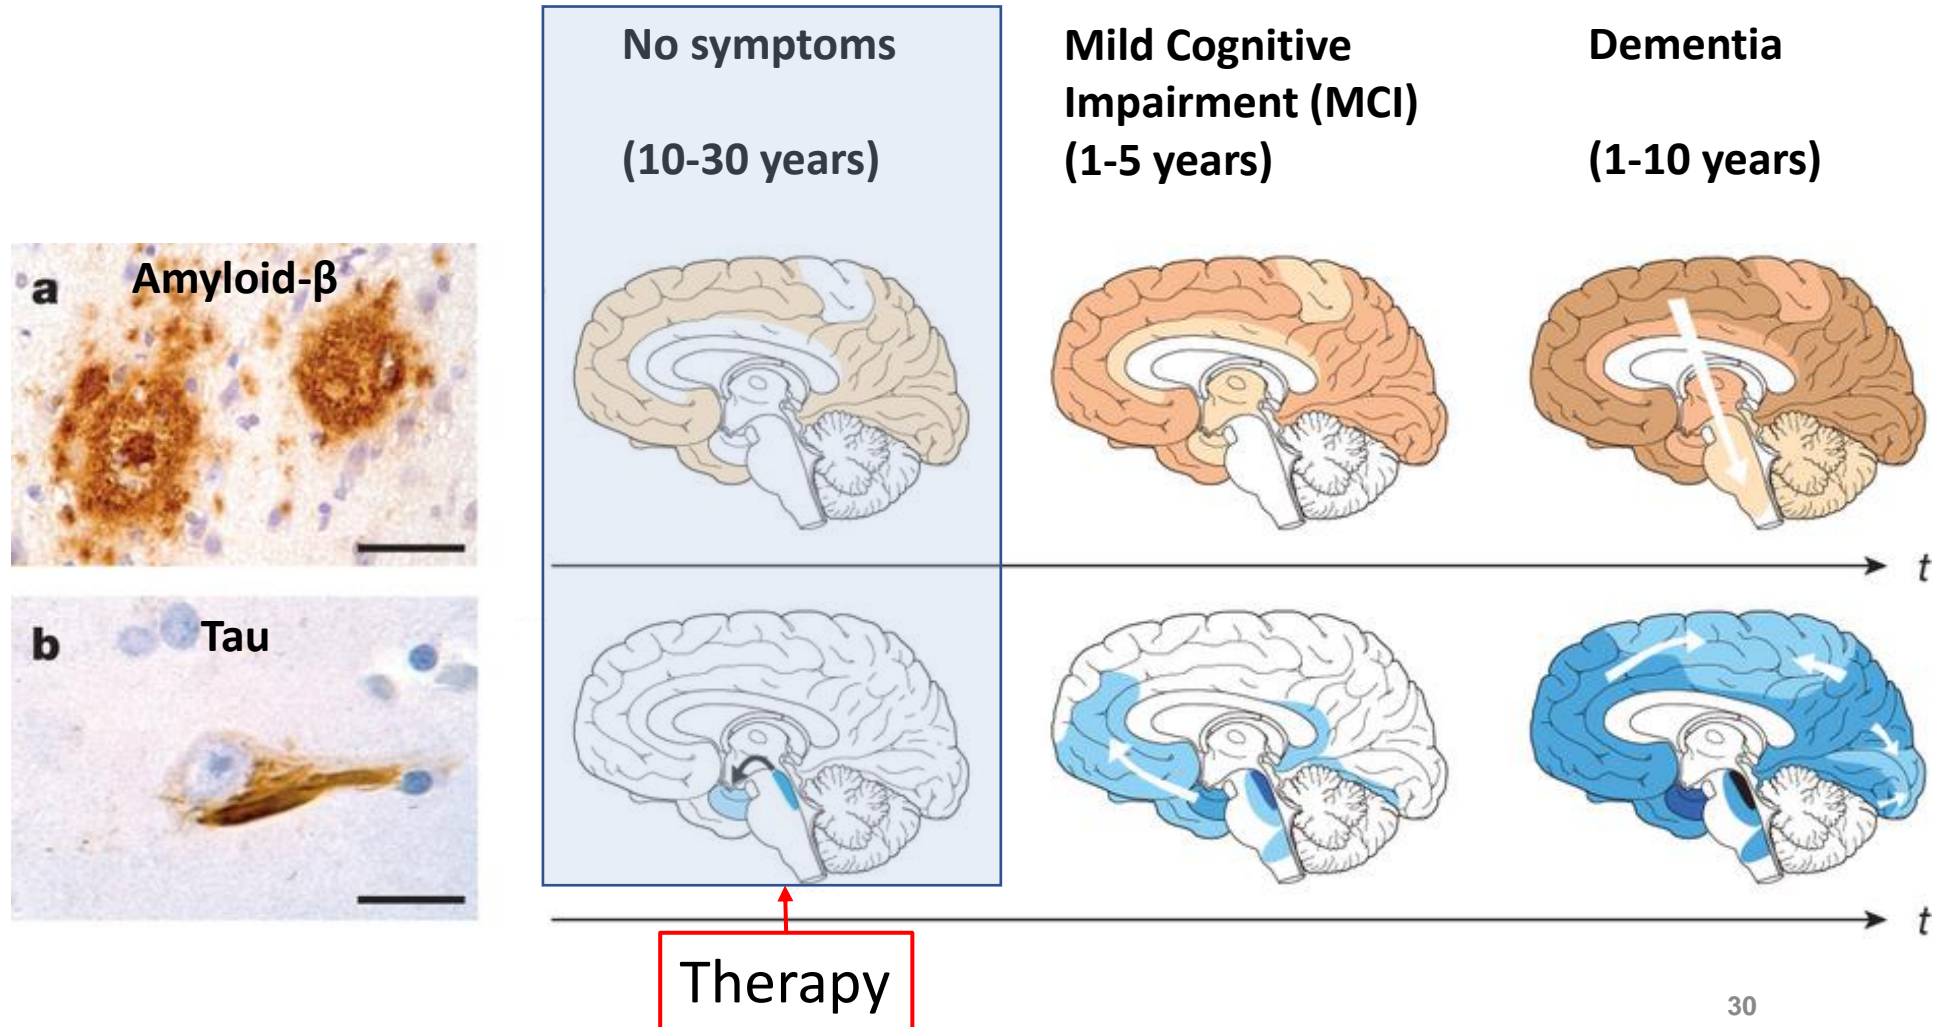 No symptoms
(10-30 years)
Mild Cognitive
Impairment (MCI)
(1-5 years)
Dementia
(1-10 years)
a
Amyloid-β
t
b
Tau
t
Therapy
30